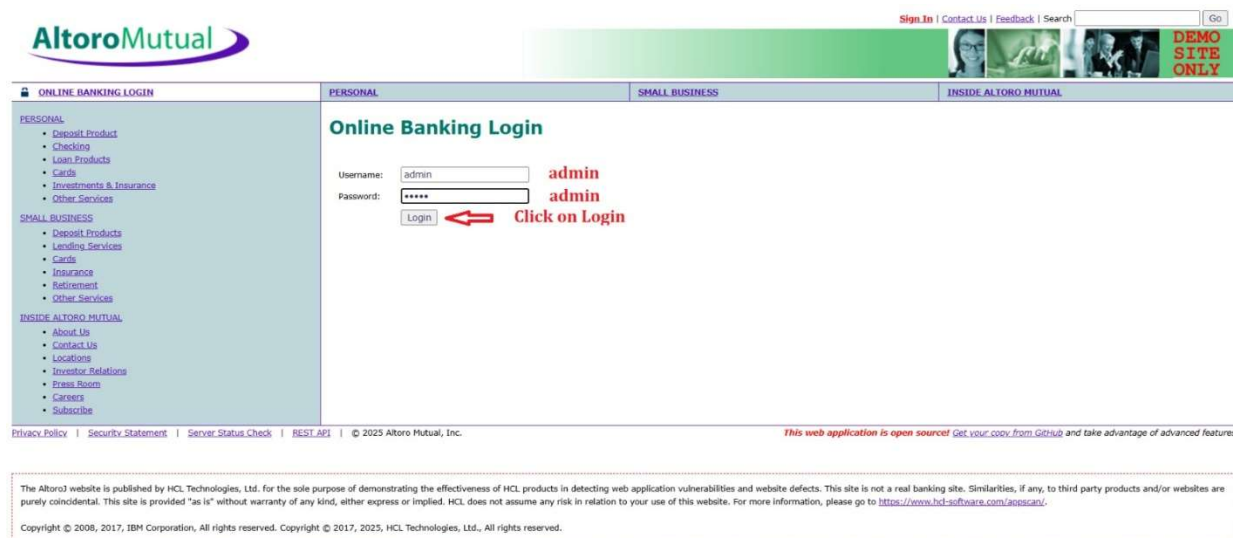 Sign In | Contact Us | Feedback | Search Go
AltoroMutual
DEMO
SITE
ONLY
ONLINE BANKING LOGIN PERSONAL SMALL BUSINESS INSIDE ALTORO MUTUAL
PERSONAL
• Deposit Product
• Checking
• Loan Products
• Cards
• Investments & Insurance
• Other Services
SMALL BUSINESS
• Deposit Products
• Lending Services
• Cards
• Insurance
• Retirement
• Other Services
INSIDE ALTORO MUTUAL
• About Us
• Contact Us
• Locations
• Investor Relations
• Press Room
• Careers
• Subscribe
Online Banking Login
Username: admin admin
Password: ••••• admin
Login Click on Login
Privacy Policy | Security Statement | Server Status Check | REST API | © 2025 Altoro Mutual, Inc. This web application is open source! Get your copy from GitHub and take advantage of advanced features
The AltoroJ website is published by HCL Technologies, Ltd. for the sole purpose of demonstrating the effectiveness of HCL products in detecting web application vulnerabilities and website defects. This site is not a real banking site. Similarities, if any, to third party products and/or websites are
purely coincidental. This site is provided "as is" without warranty of any kind, either express or implied. HCL does not assume any risk in relation to your use of this website. For more information, please go to https://www.hcl-software.com/appscan/.
Copyright © 2008, 2017, IBM Corporation, All rights reserved. Copyright © 2017, 2025, HCL Technologies, Ltd., All rights reserved.